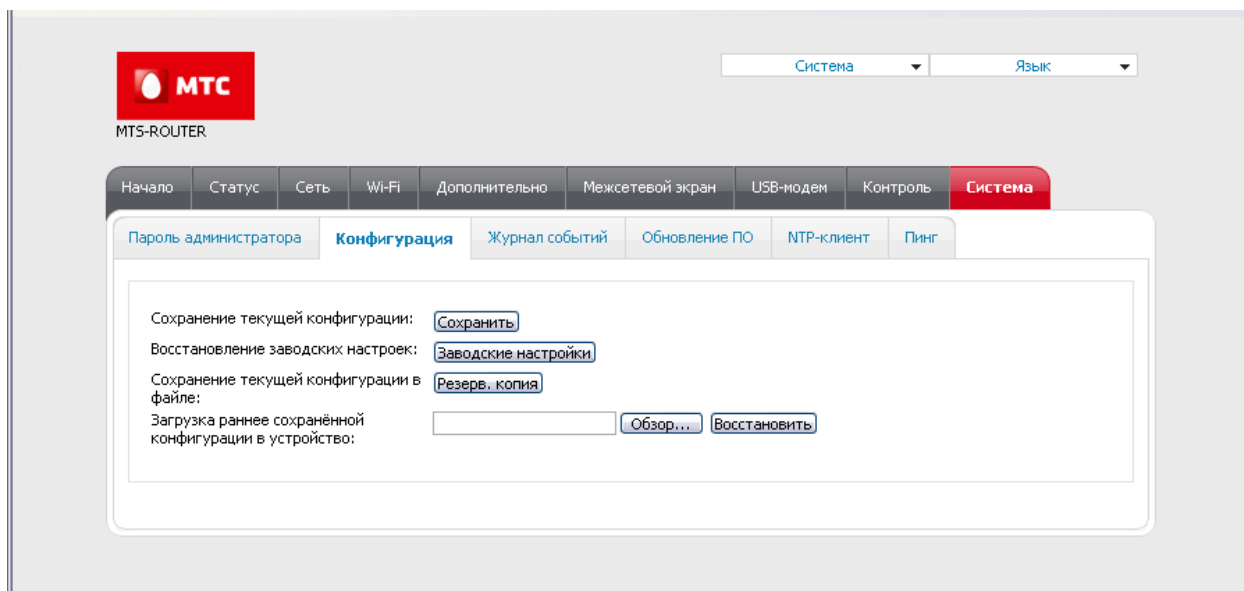 Система Язык
МТС
MTS-ROUTER
Начало Статус Сеть Wi-Fi Дополнительно Межсетевой экран USB-модем Контроль Система
Пароль администратора Конфигурация Журнал событий Обновление ПО NTP-клиент Пинг
Сохранение текущей конфигурации: Сохранить
Восстановление заводских настроек: Заводские настройки
Сохранение текущей конфигурации в Резерв. копия
файле:
Загрузка раннее сохранённой
конфигурации в устройство: Обзор... Восстановить